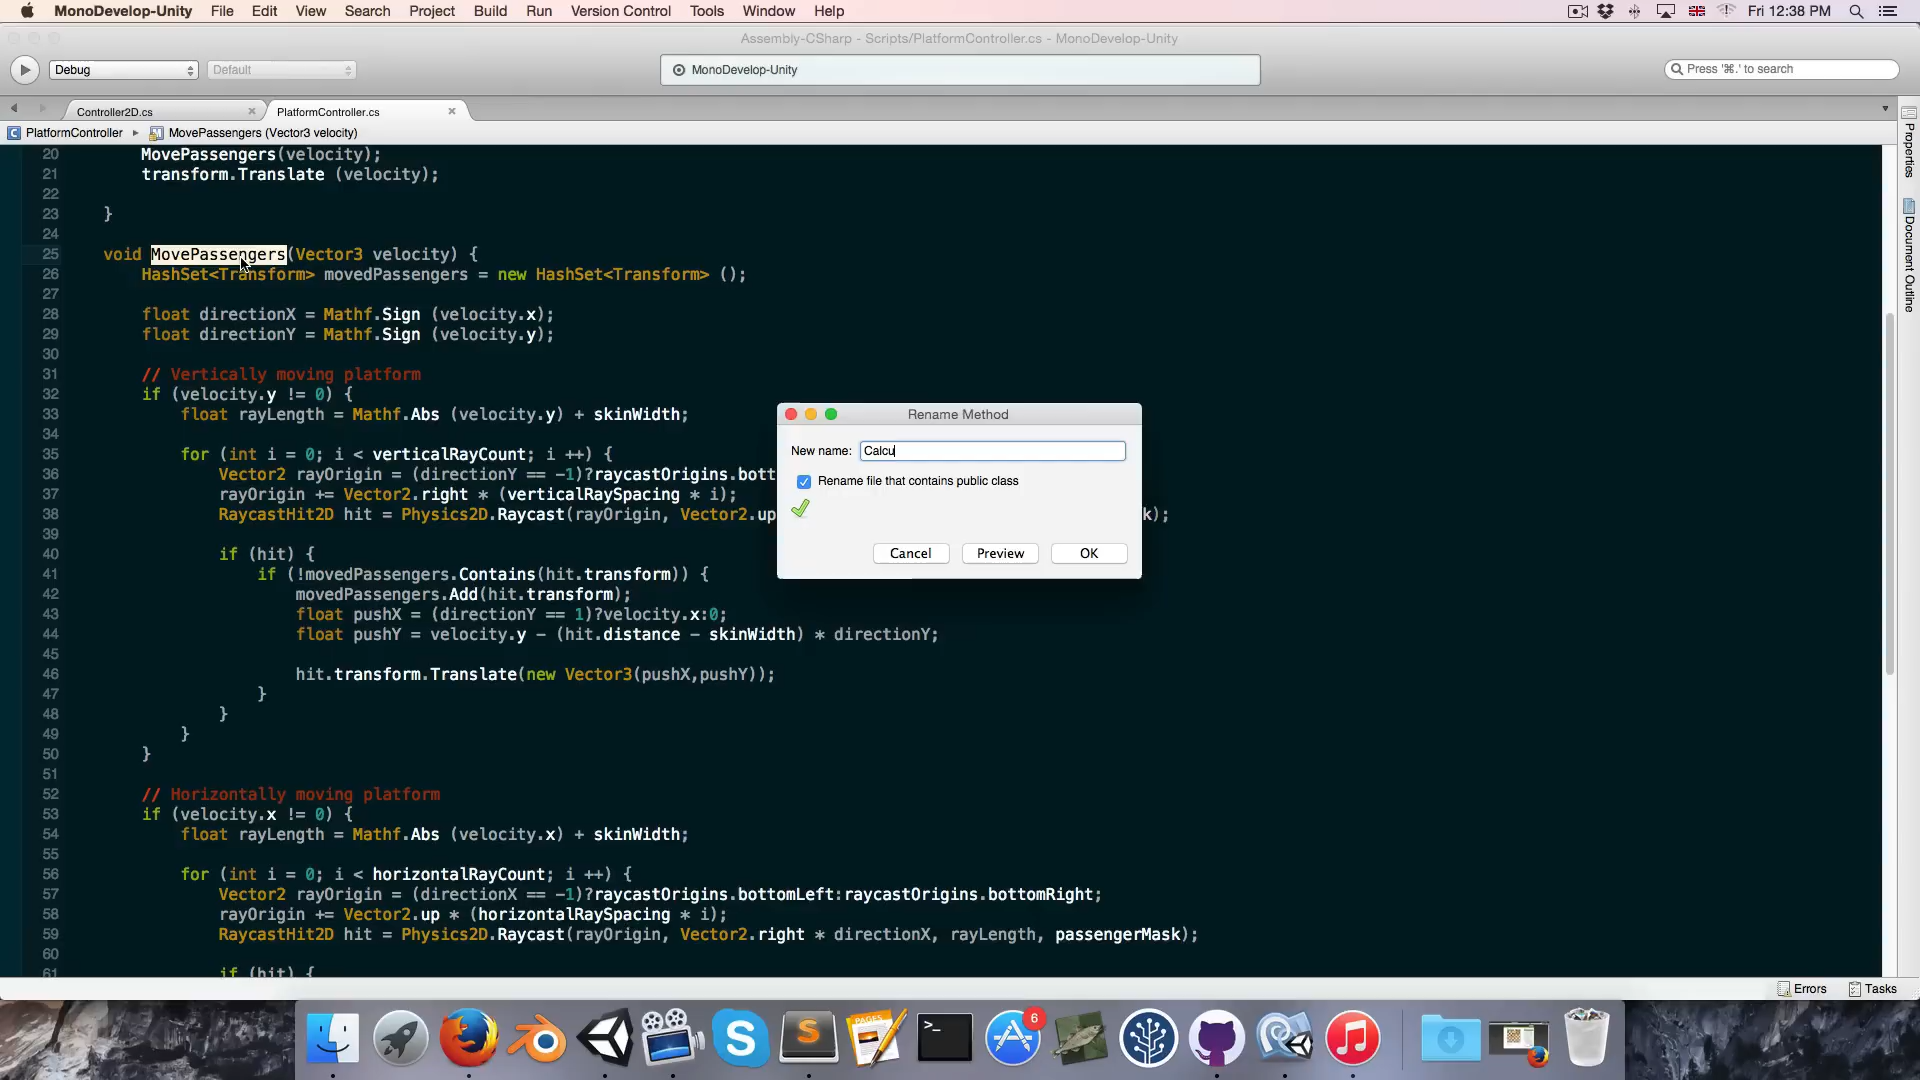 MonoDevelop-Unity File Edit View Search Project Build Run Version Control Tools Window Help Fri 12:38 PM
Assembly-CSharp - Scripts/PlatformController.cs - MonoDevelop-Unity
Debug Default MonoDevelop-Unity Press '⌘.' to search
Controller2D.cs PlatformController.cs
PlatformController MovePassengers (Vector3 velocity)
Properties
Document Outline
20 MovePassengers(velocity);
21 transform.Translate (velocity);
22
23 }
24
25 void MovePassengers(Vector3 velocity) {
26 HashSet<Transform> movedPassengers = new HashSet<Transform> ();
27
28 float directionX = Mathf.Sign (velocity.x);
29 float directionY = Mathf.Sign (velocity.y);
30
31 // Vertically moving platform
32 if (velocity.y != 0) {
33 float rayLength = Mathf.Abs (velocity.y) + skinWidth;
34
35 for (int i = 0; i < verticalRayCount; i ++) {
36 Vector2 rayOrigin = (directionY == -1)?raycastOrigins.bott
37 rayOrigin += Vector2.right * (verticalRaySpacing * i);
38 RaycastHit2D hit = Physics2D.Raycast(rayOrigin, Vector2.up k);
39
40 if (hit) {
41 if (!movedPassengers.Contains(hit.transform)) {
42 movedPassengers.Add(hit.transform);
43 float pushX = (directionY == 1)?velocity.x:0;
44 float pushY = velocity.y - (hit.distance - skinWidth) * directionY;
45
46 hit.transform.Translate(new Vector3(pushX,pushY));
47 }
48 }
49 }
50 }
51
52 // Horizontally moving platform
53 if (velocity.x != 0) {
54 float rayLength = Mathf.Abs (velocity.x) + skinWidth;
55
56 for (int i = 0; i < horizontalRayCount; i ++) {
57 Vector2 rayOrigin = (directionX == -1)?raycastOrigins.bottomLeft:raycastOrigins.bottomRight;
58 rayOrigin += Vector2.up * (horizontalRaySpacing * i);
59 RaycastHit2D hit = Physics2D.Raycast(rayOrigin, Vector2.right * directionX, rayLength, passengerMask);
60
61 if (hit) {
Rename Method
New name: Calcu
Rename file that contains public class
Cancel Preview OK
Errors Tasks
PAGES
6